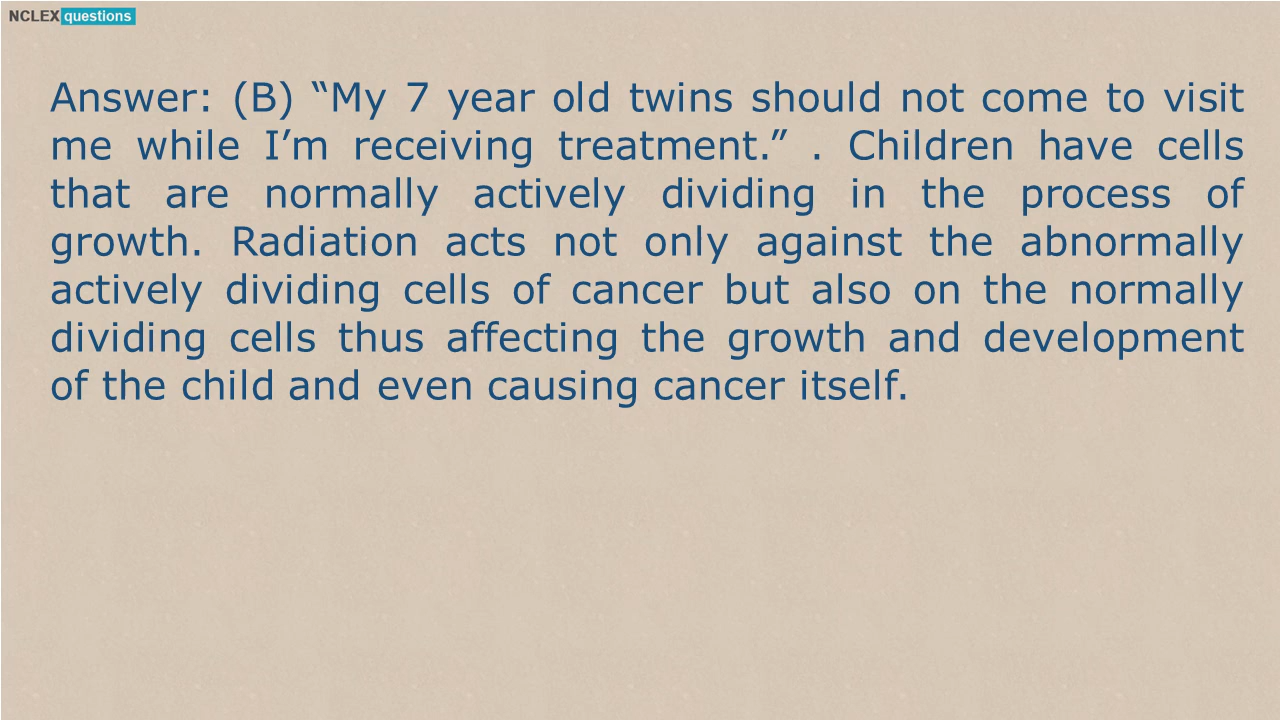 NCLEX questions
Answer: (B) “My 7 year old twins should not come to visit
me while I’m receiving treatment.” . Children have cells
that are normally actively dividing in the process of
growth. Radiation acts not only against the abnormally
actively dividing cells of cancer but also on the normally
dividing cells thus affecting the growth and development
of the child and even causing cancer itself.